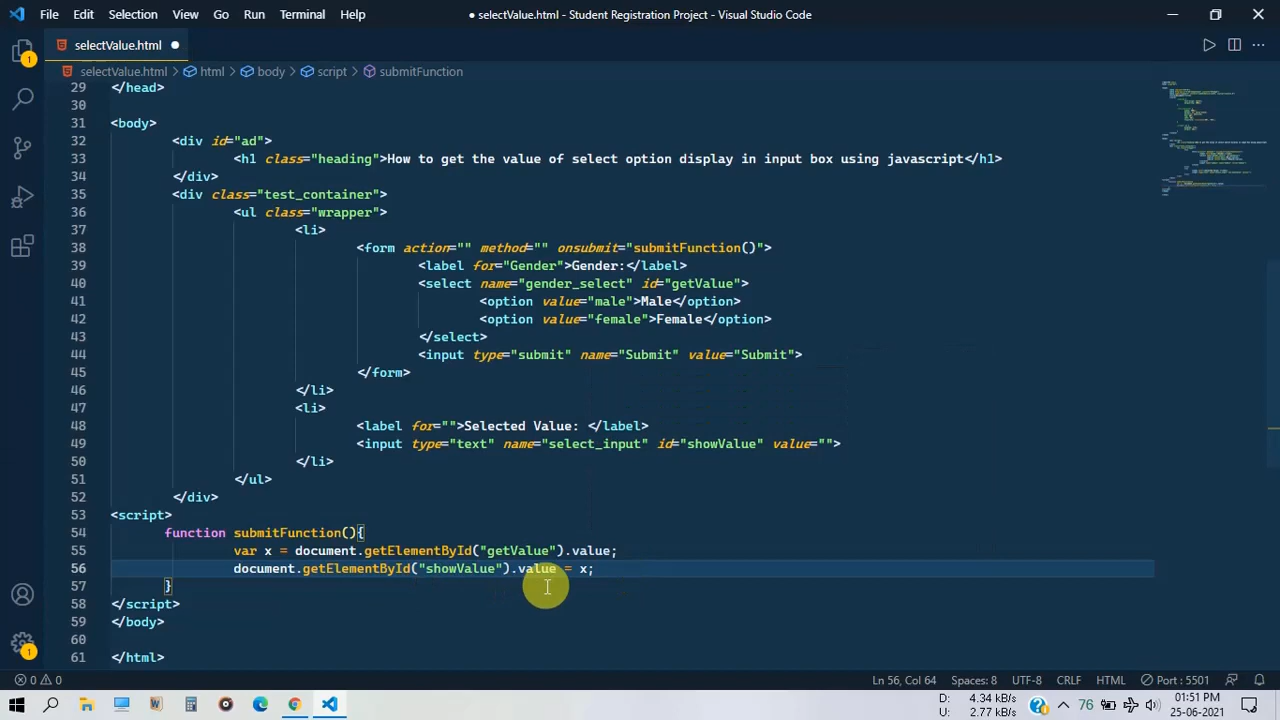 File Edit Selection View Go Run Terminal Help
● selectValue.html - Student Registration Project - Visual Studio Code
selectValue.html ●
selectValue.html > html > body > script > submitFunction
29 </head>
30
31 <body>
32 <div id="ad">
33 <h1 class="heading">How to get the value of select option display in input box using javascript</h1>
34 </div>
35 <div class="test_container">
36 <ul class="wrapper">
37 <li>
38 <form action="" method="" onsubmit="submitFunction()">
39 <label for="Gender">Gender:</label>
40 <select name="gender_select" id="getValue">
41 <option value="male">Male</option>
42 <option value="female">Female</option>
43 </select>
44 <input type="submit" name="Submit" value="Submit">
45 </form>
46 </li>
47 <li>
48 <label for="">Selected Value: </label>
49 <input type="text" name="select_input" id="showValue" value="">
50 </li>
51 </ul>
52 </div>
53 <script>
54 function submitFunction(){
55 var x = document.getElementById("getValue").value;
56 document.getElementById("showValue").value = x;
57 }
58 </script>
59 </body>
60
61 </html>
1
1
0 0 Ln 56, Col 64 Spaces: 8 UTF-8 CRLF HTML Port : 5501
D: 4.34 kB/s
U: 2.77 kB/s
76
01:51 PM
25-06-2021